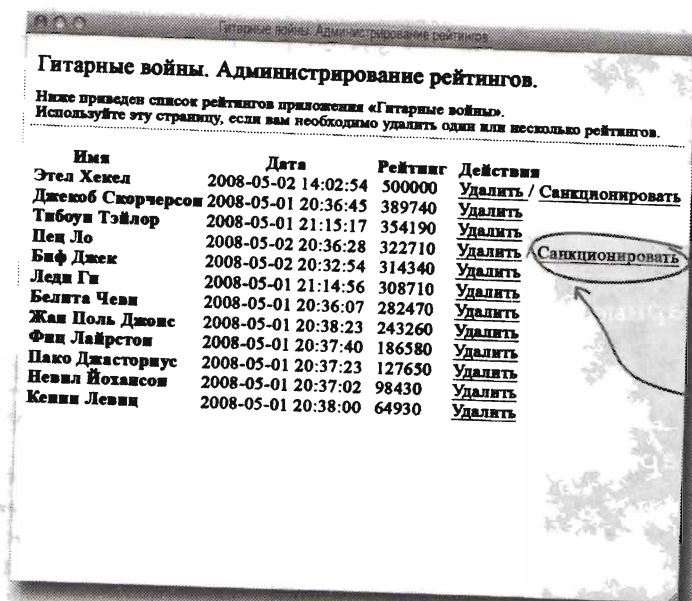 Гитарные войны. Администрирование рейтингов
Гитарные войны. Администрирование рейтингов.
Ниже приведен список рейтингов приложения «Гитарные войны».
Используйте эту страницу, если вам необходимо удалить один или несколько рейтингов.
Имя Дата Рейтинг Действия
Этел Хекел 2008-05-02 14:02:54 500000 Удалить / Санкционировать
Джекоб Скорчерсон 2008-05-01 20:36:45 389740 Удалить
Тибоун Тэйлор 2008-05-01 21:15:17 354190 Удалить
Пец Ло 2008-05-02 20:36:28 322710 Удалить / Санкционировать
Биф Джек 2008-05-02 20:32:54 314340 Удалить
Леди Ги 2008-05-01 21:14:56 308710 Удалить
Белита Чеви 2008-05-01 20:36:07 282470 Удалить
Жан Поль Джонс 2008-05-01 20:38:23 243260 Удалить
Фиц Лайрстон 2008-05-01 20:37:40 186580 Удалить
Пако Джасториус 2008-05-01 20:37:23 127650 Удалить
Невил Йохансон 2008-05-01 20:37:02 98430 Удалить
Кенни Левиц 2008-05-01 20:38:00 64930 Удалить